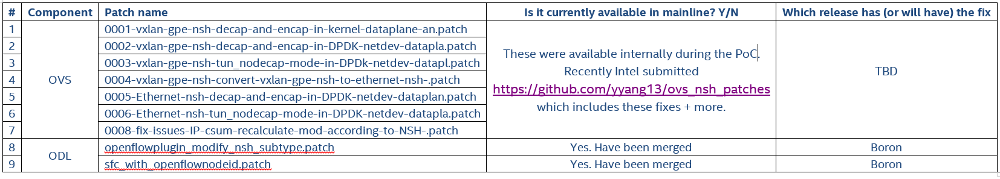 # Component Patch name Is it currently available in mainline? Y/N Which release has (or will have) the fix
1 0001-vxlan-gpe-nsh-decap-and-encap-in-kernel-dataplane-an.patch
2 0002-vxlan-gpe-nsh-decap-and-encap-in-DPDK-netdev-datapla.patch
3 0003-vxlan-gpe-nsh-tun_nodecap-mode-in-DPDk-netdev-datapl.patch
4 OVS 0004-vxlan-gpe-nsh-convert-vxlan-gpe-nsh-to-ethernet-nsh-.patch
5 0005-Ethernet-nsh-decap-and-encap-in-DPDK-netdev-dataplan.patch
6 0006-Ethernet-nsh-tun_nodecap-mode-in-DPDK-netdev-datapla.patch
7 0008-fix-issues-IP-csum-recalculate-mod-according-to-NSH-.patch
These were available internally during the PoC.
Recently Intel submitted
https://github.com/yyang13/ovs_nsh_patches
which includes these fixes + more.
TBD
8 ODL openflowplugin_modify_nsh_subtype.patch Yes. Have been merged Boron
9 sfc_with_openflownodeid.patch Yes. Have been merged Boron